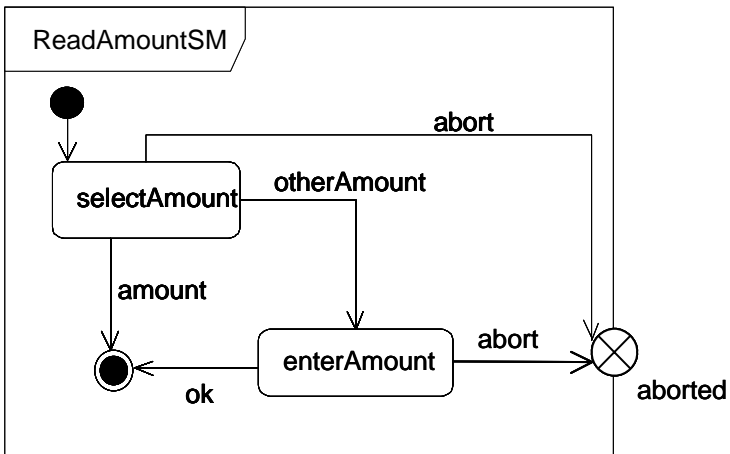 ReadAmountSM
abort
selectAmount
otherAmount
amount
enterAmount
abort
ok
aborted